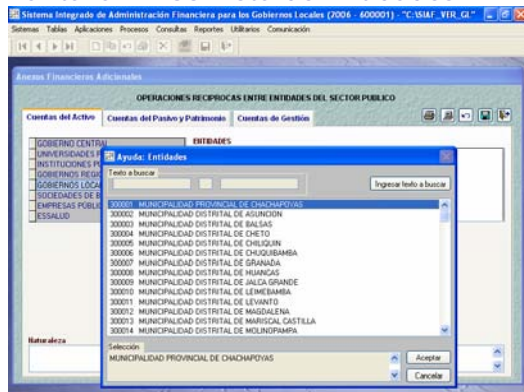 Sistema Integrado de Administración Financiera para los Gobiernos Locales (2006 - 600001) - "C:\SIAF_VER_GL"
Sistemas Tablas Aplicaciones Procesos Consultas Reportes Utilitarios Comunicación
Anexos Financieros Adicionales
OPERACIONES RECIPROCAS ENTRE ENTIDADES DEL SECTOR PUBLICO
Cuentas del Activo Cuentas del Pasivo y Patrimonio Cuentas de Gestión
GOBIERNO CENTRAL
UNIVERSIDADES
INSTITUCIONES
GOBIERNOS
GOBIERNOS
SOCIEDADES DE
EMPRESAS
ESSALUD
ENTIDADES
Ayuda: Entidades
Texto a buscar
Ingresar texto a buscar
300001 MUNICIPALIDAD PROVINCIAL DE CHACHAPOYAS
300002 MUNICIPALIDAD DISTRITAL DE ASUNCION
300003 MUNICIPALIDAD DISTRITAL DE BALSAS
300004 MUNICIPALIDAD DISTRITAL DE CHETO
300005 MUNICIPALIDAD DISTRITAL DE CHILIQUIN
300006 MUNICIPALIDAD DISTRITAL DE CHUQUIBAMBA
300007 MUNICIPALIDAD DISTRITAL DE GRANADA
300008 MUNICIPALIDAD DISTRITAL DE HUANCAS
300009 MUNICIPALIDAD DISTRITAL DE JALCA GRANDE
300010 MUNICIPALIDAD DISTRITAL DE LEIMEBAMBA
300011 MUNICIPALIDAD DISTRITAL DE LEVANTO
300012 MUNICIPALIDAD DISTRITAL DE MAGDALENA
300013 MUNICIPALIDAD DISTRITAL DE MARISCAL CASTILLA
300014 MUNICIPALIDAD DISTRITAL DE MOLINOPAMPA
Selección
MUNICIPALIDAD PROVINCIAL DE CHACHAPOYAS
Aceptar
Cancelar
Naturaleza